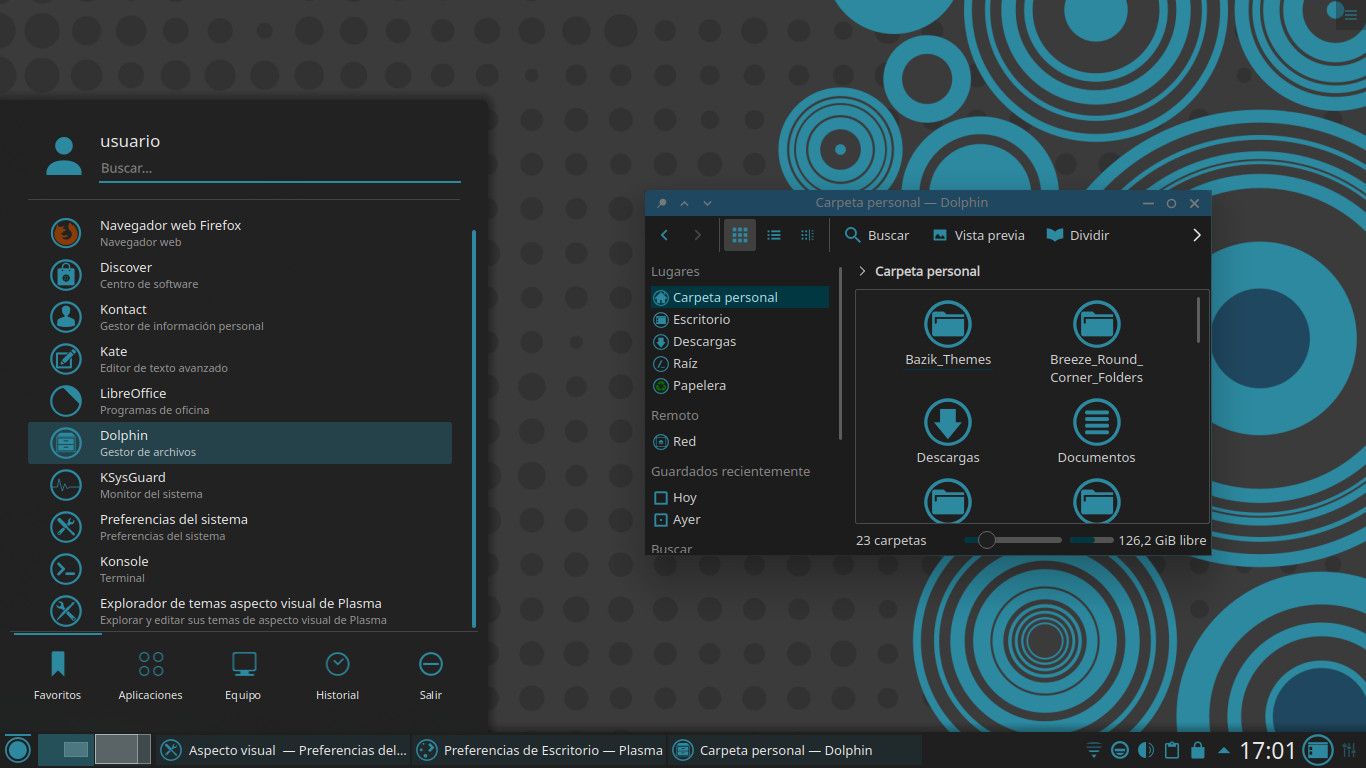 usuario
Buscar...
Navegador web Firefox
Navegador web
Discover
Centro de software
Kontact
Gestor de información personal
Kate
Editor de texto avanzado
LibreOffice
Programas de oficina
Dolphin
Gestor de archivos
KSysGuard
Monitor del sistema
Preferencias del sistema
Preferencias del sistema
Konsole
Terminal
Explorador de temas aspecto visual de Plasma
Explorar y editar sus temas de aspecto visual de Plasma
Favoritos
Aplicaciones
Equipo
Historial
Salir
Carpeta personal — Dolphin
Buscar
Vista previa
Dividir
Lugares
Carpeta personal
Escritorio
Descargas
Raíz
Papelera
Remoto
Red
Guardados recientemente
Hoy
Ayer
Buscar
Carpeta personal
Bazik_Themes
Breeze_Round_
Corner_Folders
Descargas
Documentos
23 carpetas
126,2 GiB libre
Aspecto visual — Preferencias del...
Preferencias de Escritorio — Plasma
Carpeta personal — Dolphin
17:01